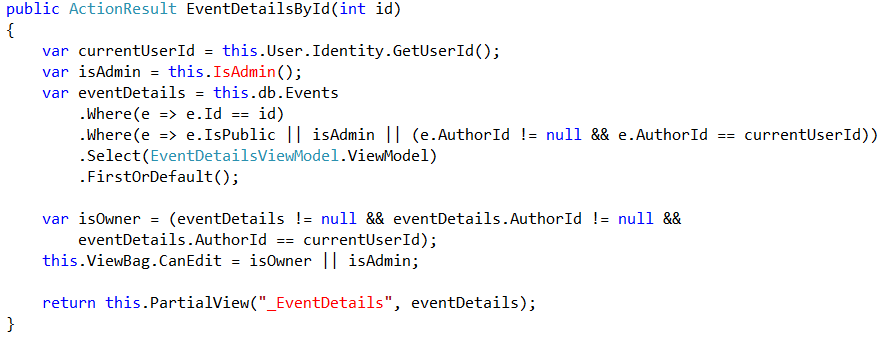 public ActionResult EventDetailsById(int id)
{
    var currentUserId = this.User.Identity.GetUserId();
    var isAdmin = this.IsAdmin();
    var eventDetails = this.db.Events
        .Where(e => e.Id == id)
        .Where(e => e.IsPublic || isAdmin || (e.AuthorId != null && e.AuthorId == currentUserId))
        .Select(EventDetailsViewModel.ViewModel)
        .FirstOrDefault();

    var isOwner = (eventDetails != null && eventDetails.AuthorId != null &&
        eventDetails.AuthorId == currentUserId);
    this.ViewBag.CanEdit = isOwner || isAdmin;

    return this.PartialView("_EventDetails", eventDetails);
}